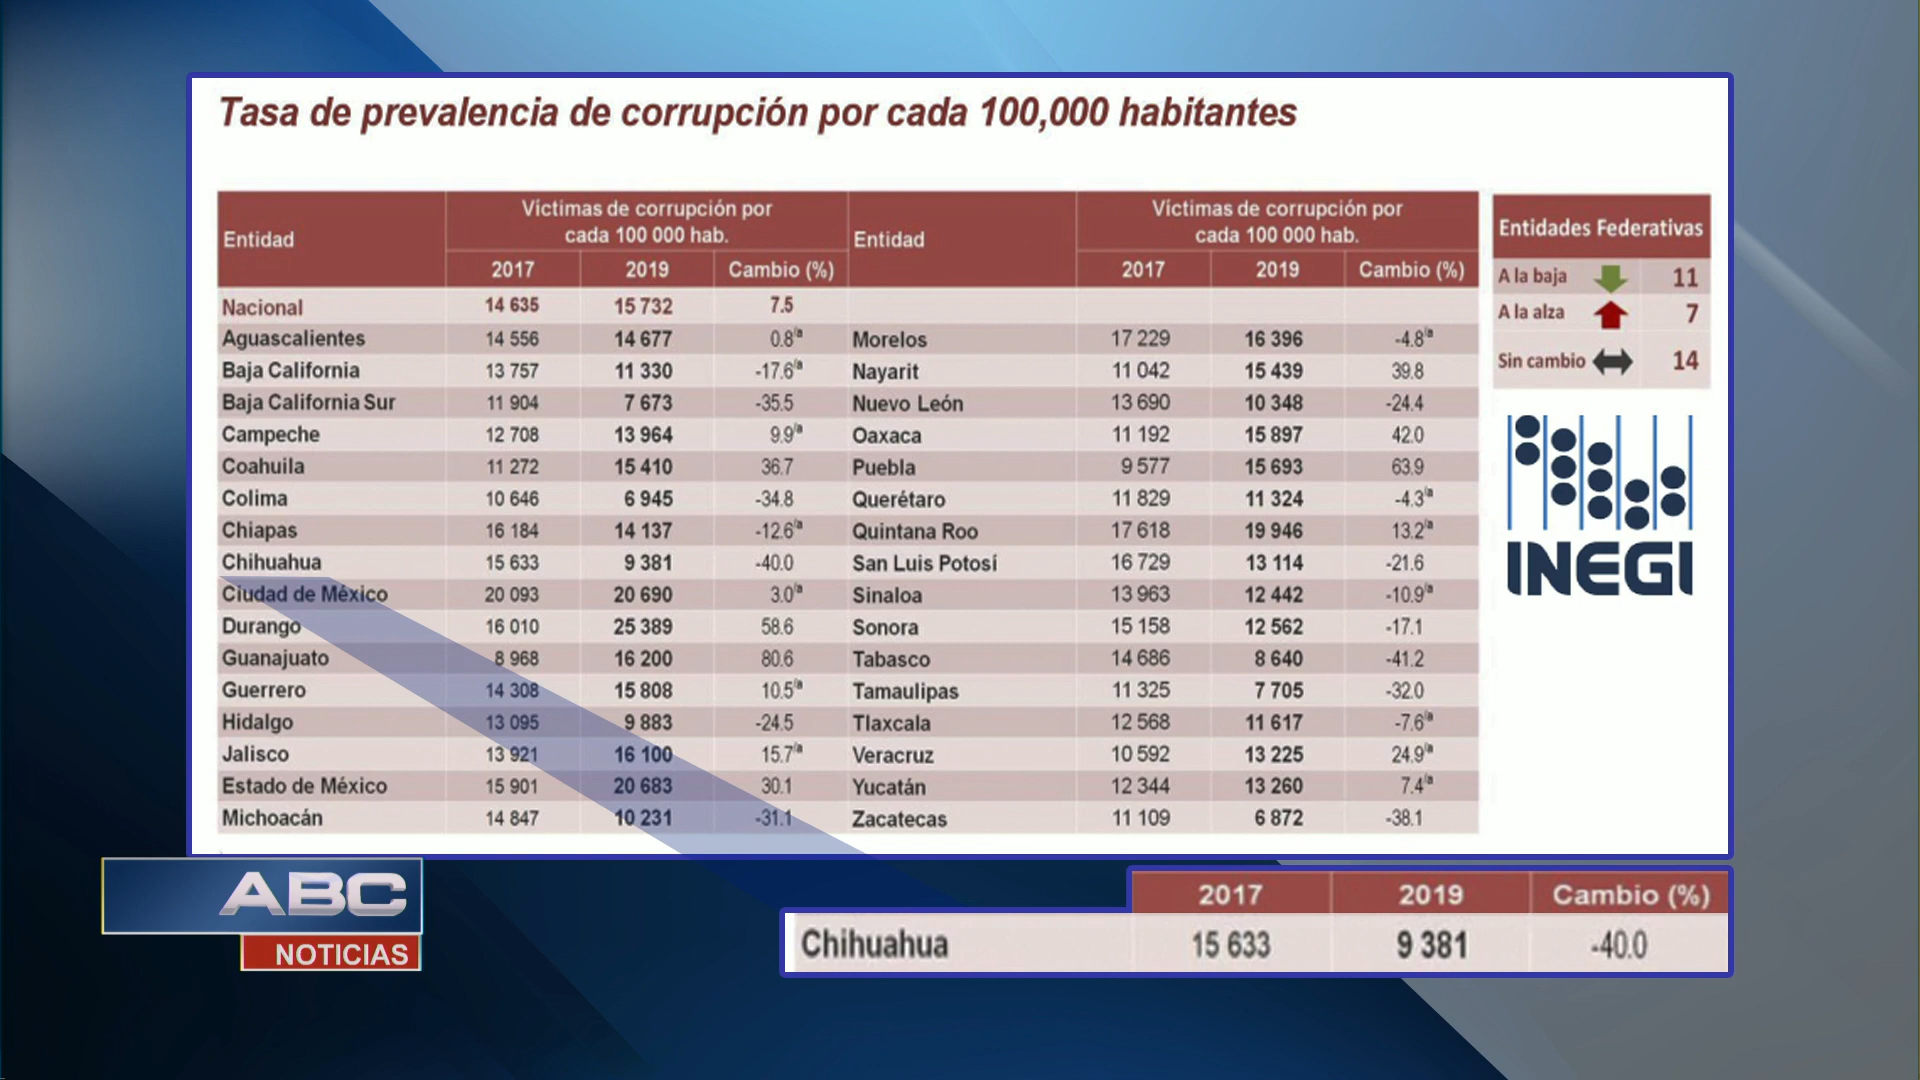 Tasa de prevalencia de corrupción por cada 100,000 habitantes
Entidad Víctimas de corrupción por cada 100 000 hab. Entidad Víctimas de corrupción por cada 100 000 hab.
2017 2019 Cambio (%) 2017 2019 Cambio (%)
Nacional 14 635 15 732 7.5
Aguascalientes 14 556 14 677 0.8/a Morelos 17 229 16 396 -4.8/a
Baja California 13 757 11 330 -17.6/a Nayarit 11 042 15 439 39.8
Baja California Sur 11 904 7 673 -35.5 Nuevo León 13 690 10 348 -24.4
Campeche 12 708 13 964 9.9/a Oaxaca 11 192 15 897 42.0
Coahuila 11 272 15 410 36.7 Puebla 9 577 15 693 63.9
Colima 10 646 6 945 -34.8 Querétaro 11 829 11 324 -4.3/a
Chiapas 16 184 14 137 -12.6/a Quintana Roo 17 618 19 946 13.2/a
Chihuahua 15 633 9 381 -40.0 San Luis Potosí 16 729 13 114 -21.6
Ciudad de México 20 093 20 690 3.0/a Sinaloa 13 963 12 442 -10.9/a
Durango 16 010 25 389 58.6 Sonora 15 158 12 562 -17.1
Guanajuato 8 968 16 200 80.6 Tabasco 14 686 8 640 -41.2
Guerrero 14 308 15 808 10.5/a Tamaulipas 11 325 7 705 -32.0
Hidalgo 13 095 9 883 -24.5 Tlaxcala 12 568 11 617 -7.6/a
Jalisco 13 921 16 100 15.7/a Veracruz 10 592 13 225 24.9/a
Estado de México 15 901 20 683 30.1 Yucatán 12 344 13 260 7.4/a
Michoacán 14 847 10 231 -31.1 Zacatecas 11 109 6 872 -38.1
Entidades Federativas
A la baja 11
A la alza 7
Sin cambio 14
INEGI
ABC
NOTICIAS
2017 2019 Cambio (%)
Chihuahua 15 633 9 381 -40.0